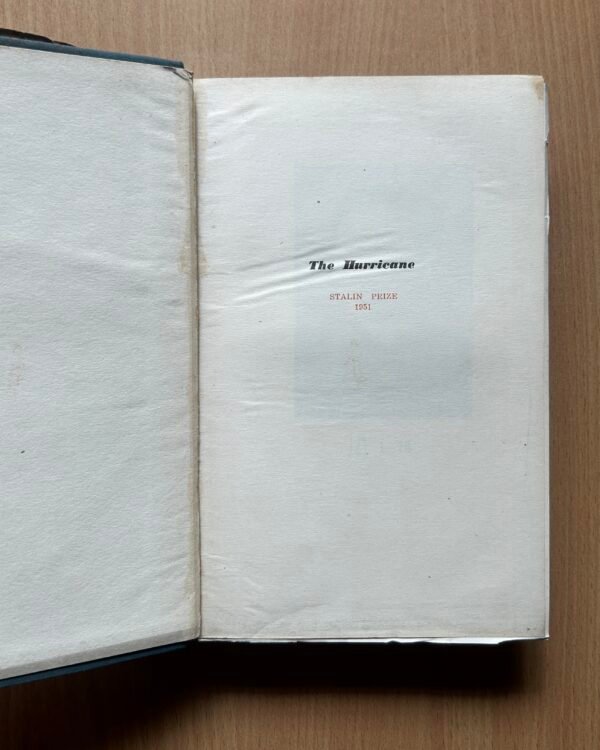 The Hurricane
STALIN PRIZE
1951